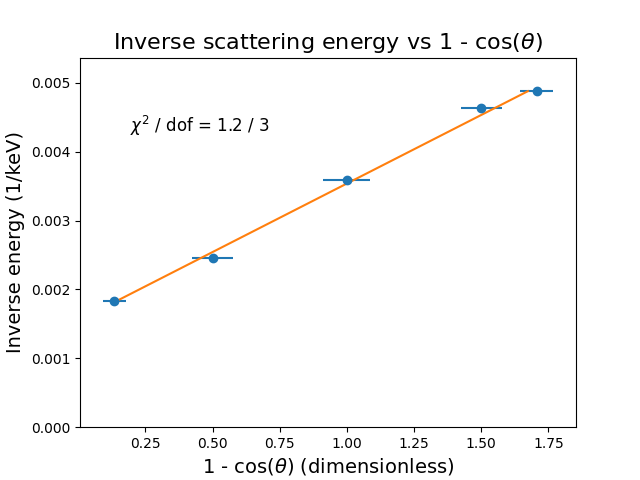 Inverse scattering energy vs 1 - cos(θ)
χ² / dof = 1.2 / 3
Inverse energy (1/keV)
0.005
0.004
0.003
0.002
0.001
0.000
0.25 0.50 0.75 1.00 1.25 1.50 1.75
1 - cos(θ) (dimensionless)